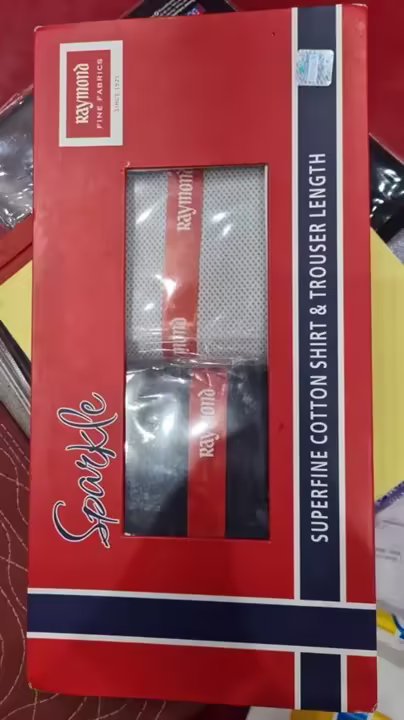 Raymond
FINE FABRICS
SINCE 1925
Raymond
Raymond
Raymond
Sparkle
SUPERFINE COTTON SHIRT & TROUSER LENGTH